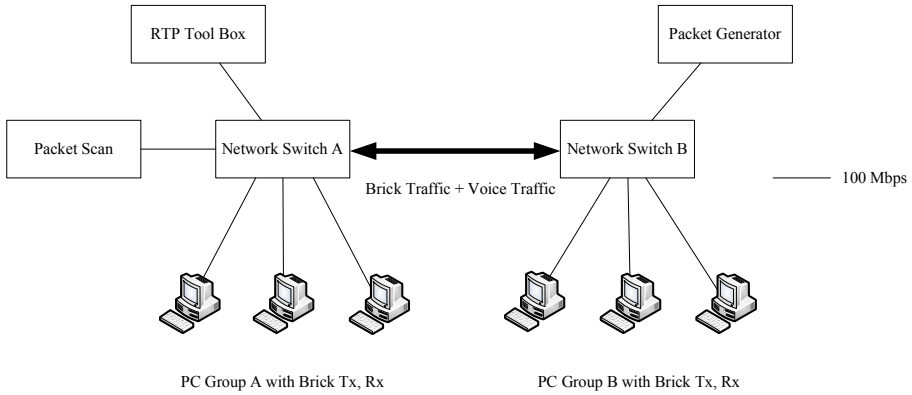 RTP Tool Box
Packet Generator
Packet Scan
Network Switch A
Network Switch B
100 Mbps
Brick Traffic + Voice Traffic
PC Group A with Brick Tx, Rx
PC Group B with Brick Tx, Rx